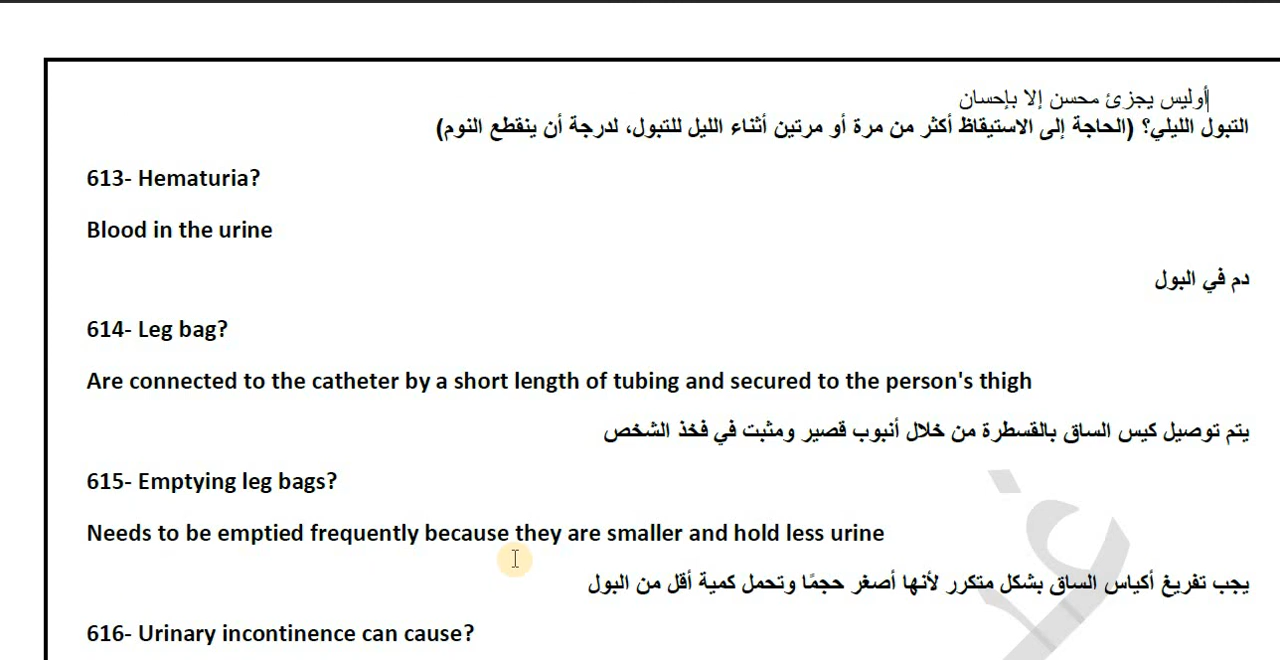 أوليس يجزئ محسن إلا بإحسان
التبول الليلي؟ (الحاجة إلى الاستيقاظ أكثر من مرة أو مرتين أثناء الليل للتبول، لدرجة أن ينقطع النوم)
613- Hematuria?
Blood in the urine
دم في البول
614- Leg bag?
Are connected to the catheter by a short length of tubing and secured to the person's thigh
يتم توصيل كيس الساق بالقسطرة من خلال أنبوب قصير ومثبت في فخذ الشخص
615- Emptying leg bags?
Needs to be emptied frequently because they are smaller and hold less urine
يجب تفريغ أكياس الساق بشكل متكرر لأنها أصغر حجمًا وتحمل كمية أقل من البول
616- Urinary incontinence can cause?